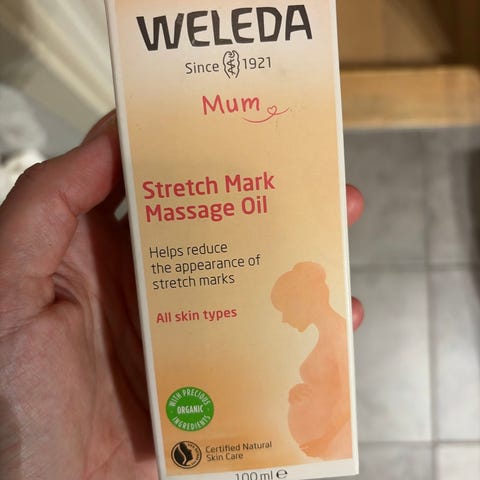 WELEDA
Since 1921
Mum
Stretch Mark
Massage Oil
Helps reduce
the appearance of
stretch marks
All skin types
WITH PRECIOUS
ORGANIC
INGREDIENTS
Certified Natural
Skin Care
100 ml e